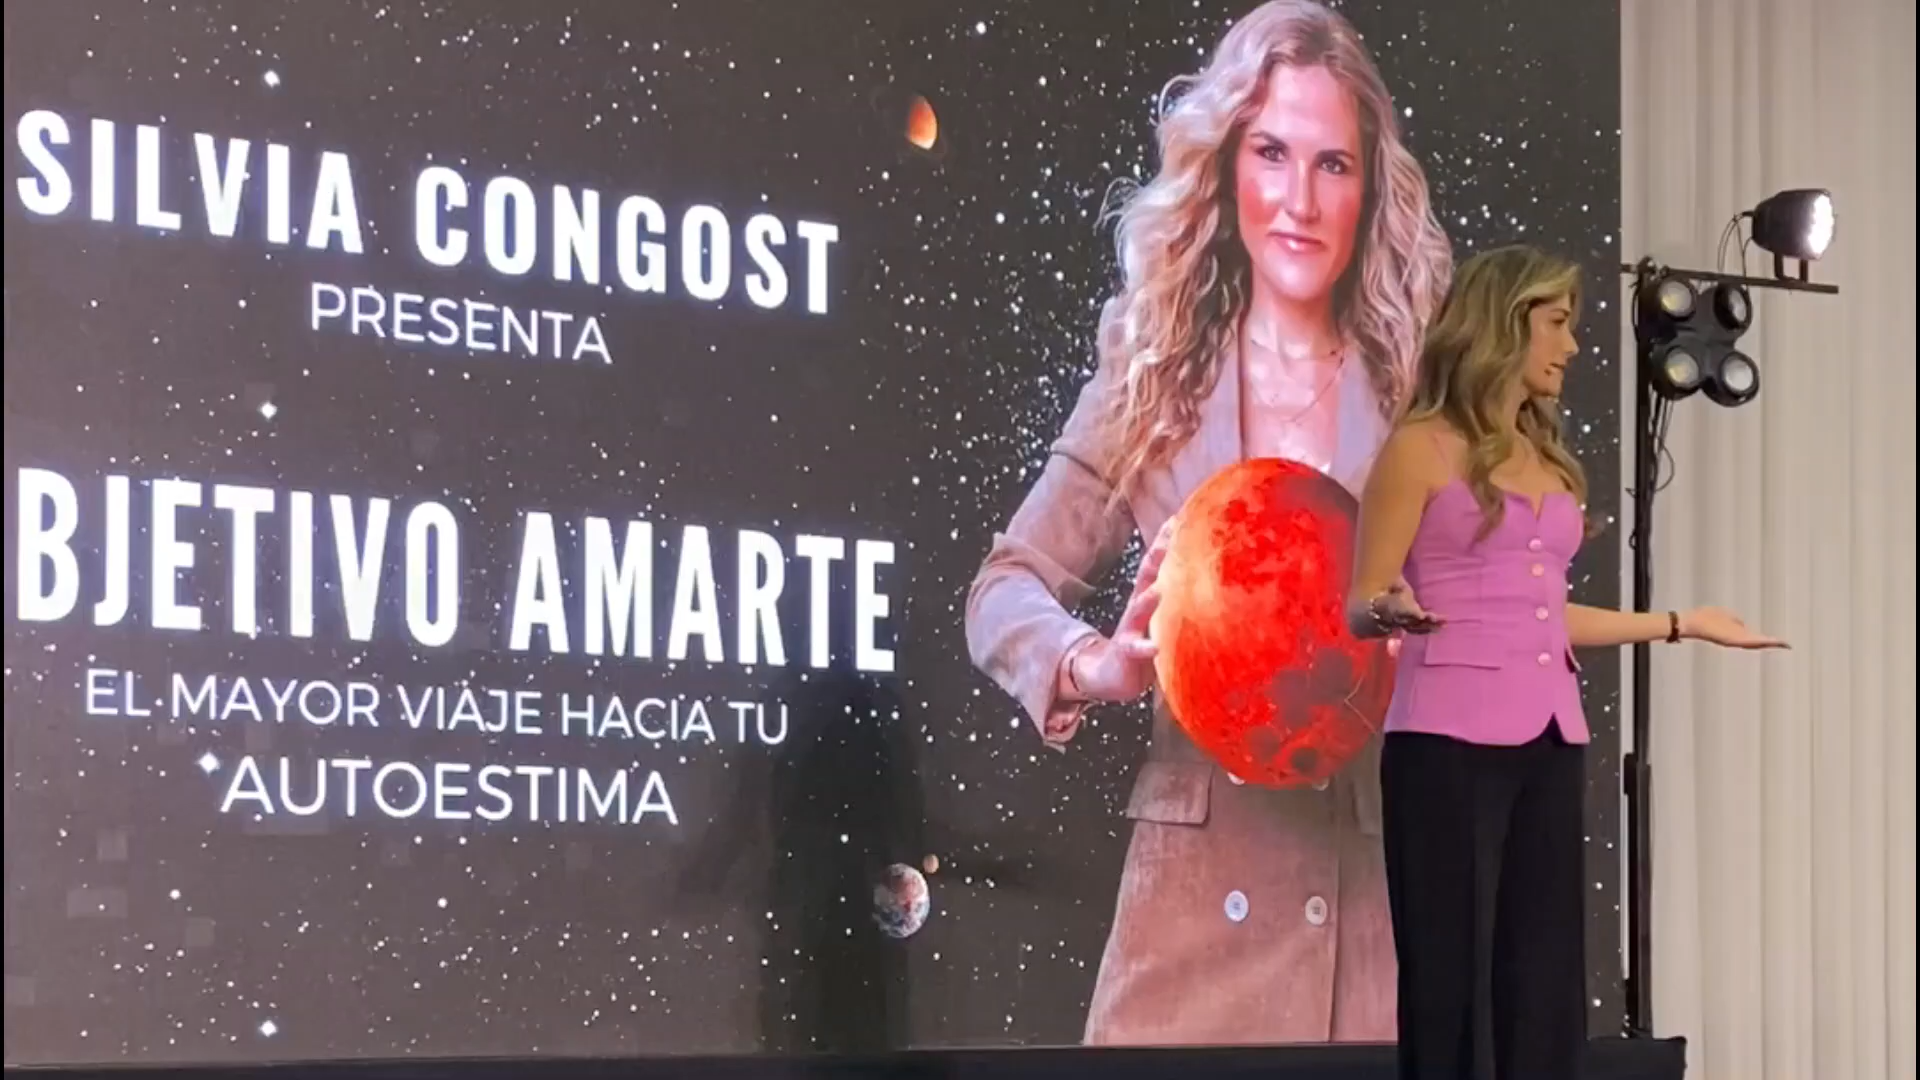 SILVIA CONGOST
PRESENTA
BJETIVO AMARTE
EL MAYOR VIAJE HACIA TU
AUTOESTIMA